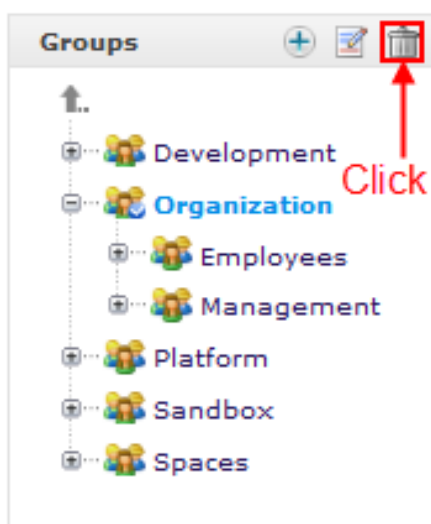 Groups
..
Development
Click
Organization
Employees
Management
Platform
Sandbox
Spaces